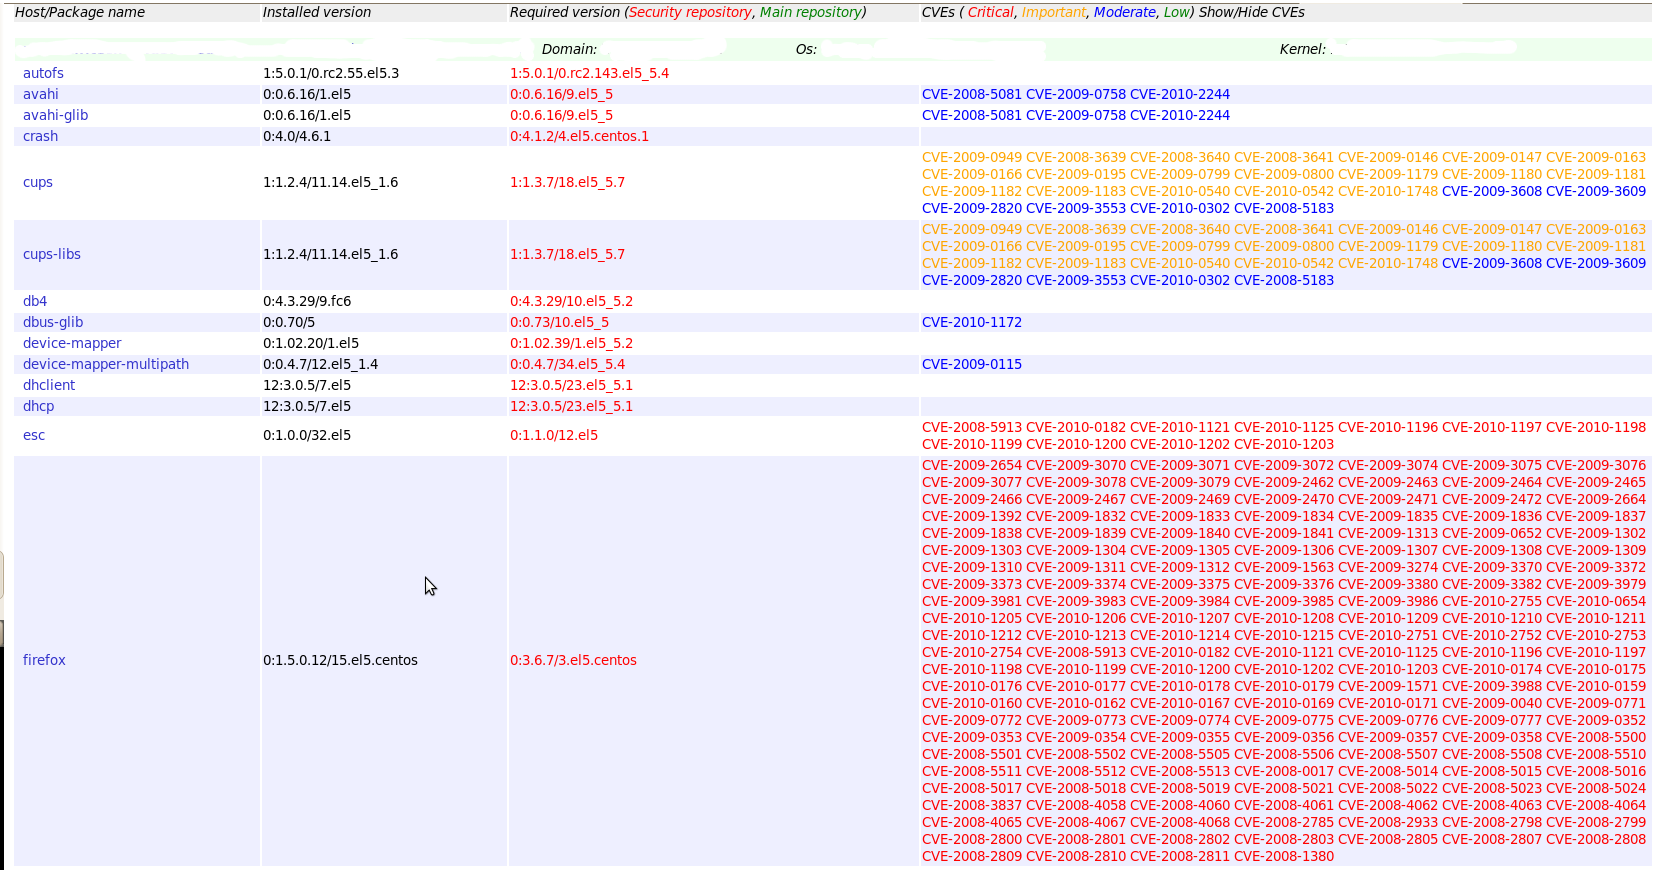 Host/Package name Installed version Required version (Security repository, Main repository) CVEs ( Critical, Important, Moderate, Low) Show/Hide CVEs
Domain: Os: Kernel:
autofs 1:5.0.1/0.rc2.55.el5.3 1:5.0.1/0.rc2.143.el5_5.4
avahi 0:0.6.16/1.el5 0:0.6.16/9.el5_5 CVE-2008-5081 CVE-2009-0758 CVE-2010-2244
avahi-glib 0:0.6.16/1.el5 0:0.6.16/9.el5_5 CVE-2008-5081 CVE-2009-0758 CVE-2010-2244
crash 0:4.0/4.6.1 0:4.1.2/4.el5.centos.1
cups 1:1.2.4/11.14.el5_1.6 1:1.3.7/18.el5_5.7
CVE-2009-0949 CVE-2008-3639 CVE-2008-3640 CVE-2008-3641 CVE-2009-0146 CVE-2009-0147 CVE-2009-0163
CVE-2009-0166 CVE-2009-0195 CVE-2009-0799 CVE-2009-0800 CVE-2009-1179 CVE-2009-1180 CVE-2009-1181
CVE-2009-1182 CVE-2009-1183 CVE-2010-0540 CVE-2010-0542 CVE-2010-1748 CVE-2009-3608 CVE-2009-3609
CVE-2009-2820 CVE-2009-3553 CVE-2010-0302 CVE-2008-5183
cups-libs 1:1.2.4/11.14.el5_1.6 1:1.3.7/18.el5_5.7
CVE-2009-0949 CVE-2008-3639 CVE-2008-3640 CVE-2008-3641 CVE-2009-0146 CVE-2009-0147 CVE-2009-0163
CVE-2009-0166 CVE-2009-0195 CVE-2009-0799 CVE-2009-0800 CVE-2009-1179 CVE-2009-1180 CVE-2009-1181
CVE-2009-1182 CVE-2009-1183 CVE-2010-0540 CVE-2010-0542 CVE-2010-1748 CVE-2009-3608 CVE-2009-3609
CVE-2009-2820 CVE-2009-3553 CVE-2010-0302 CVE-2008-5183
db4 0:4.3.29/9.fc6 0:4.3.29/10.el5_5.2
dbus-glib 0:0.70/5 0:0.73/10.el5_5 CVE-2010-1172
device-mapper 0:1.02.20/1.el5 0:1.02.39/1.el5_5.2
device-mapper-multipath 0:0.4.7/12.el5_1.4 0:0.4.7/34.el5_5.4 CVE-2009-0115
dhclient 12:3.0.5/7.el5 12:3.0.5/23.el5_5.1
dhcp 12:3.0.5/7.el5 12:3.0.5/23.el5_5.1
esc 0:1.0.0/32.el5 0:1.1.0/12.el5
CVE-2008-5913 CVE-2010-0182 CVE-2010-1121 CVE-2010-1125 CVE-2010-1196 CVE-2010-1197 CVE-2010-1198
CVE-2010-1199 CVE-2010-1200 CVE-2010-1202 CVE-2010-1203
firefox 0:1.5.0.12/15.el5.centos 0:3.6.7/3.el5.centos
CVE-2009-2654 CVE-2009-3070 CVE-2009-3071 CVE-2009-3072 CVE-2009-3074 CVE-2009-3075 CVE-2009-3076
CVE-2009-3077 CVE-2009-3078 CVE-2009-3079 CVE-2009-2462 CVE-2009-2463 CVE-2009-2464 CVE-2009-2465
CVE-2009-2466 CVE-2009-2467 CVE-2009-2469 CVE-2009-2470 CVE-2009-2471 CVE-2009-2472 CVE-2009-2664
CVE-2009-1392 CVE-2009-1832 CVE-2009-1833 CVE-2009-1834 CVE-2009-1835 CVE-2009-1836 CVE-2009-1837
CVE-2009-1838 CVE-2009-1839 CVE-2009-1840 CVE-2009-1841 CVE-2009-1313 CVE-2009-0652 CVE-2009-1302
CVE-2009-1303 CVE-2009-1304 CVE-2009-1305 CVE-2009-1306 CVE-2009-1307 CVE-2009-1308 CVE-2009-1309
CVE-2009-1310 CVE-2009-1311 CVE-2009-1312 CVE-2009-1563 CVE-2009-3274 CVE-2009-3370 CVE-2009-3372
CVE-2009-3373 CVE-2009-3374 CVE-2009-3375 CVE-2009-3376 CVE-2009-3380 CVE-2009-3382 CVE-2009-3979
CVE-2009-3981 CVE-2009-3983 CVE-2009-3984 CVE-2009-3985 CVE-2009-3986 CVE-2010-2755 CVE-2010-0654
CVE-2010-1205 CVE-2010-1206 CVE-2010-1207 CVE-2010-1208 CVE-2010-1209 CVE-2010-1210 CVE-2010-1211
CVE-2010-1212 CVE-2010-1213 CVE-2010-1214 CVE-2010-1215 CVE-2010-2751 CVE-2010-2752 CVE-2010-2753
CVE-2010-2754 CVE-2008-5913 CVE-2010-0182 CVE-2010-1121 CVE-2010-1125 CVE-2010-1196 CVE-2010-1197
CVE-2010-1198 CVE-2010-1199 CVE-2010-1200 CVE-2010-1202 CVE-2010-1203 CVE-2010-0174 CVE-2010-0175
CVE-2010-0176 CVE-2010-0177 CVE-2010-0178 CVE-2010-0179 CVE-2009-1571 CVE-2009-3988 CVE-2010-0159
CVE-2010-0160 CVE-2010-0162 CVE-2010-0167 CVE-2010-0169 CVE-2010-0171 CVE-2009-0040 CVE-2009-0771
CVE-2009-0772 CVE-2009-0773 CVE-2009-0774 CVE-2009-0775 CVE-2009-0776 CVE-2009-0777 CVE-2009-0352
CVE-2009-0353 CVE-2009-0354 CVE-2009-0355 CVE-2009-0356 CVE-2009-0357 CVE-2009-0358 CVE-2008-5500
CVE-2008-5501 CVE-2008-5502 CVE-2008-5505 CVE-2008-5506 CVE-2008-5507 CVE-2008-5508 CVE-2008-5510
CVE-2008-5511 CVE-2008-5512 CVE-2008-5513 CVE-2008-0017 CVE-2008-5014 CVE-2008-5015 CVE-2008-5016
CVE-2008-5017 CVE-2008-5018 CVE-2008-5019 CVE-2008-5021 CVE-2008-5022 CVE-2008-5023 CVE-2008-5024
CVE-2008-3837 CVE-2008-4058 CVE-2008-4060 CVE-2008-4061 CVE-2008-4062 CVE-2008-4063 CVE-2008-4064
CVE-2008-4065 CVE-2008-4067 CVE-2008-4068 CVE-2008-2785 CVE-2008-2933 CVE-2008-2798 CVE-2008-2799
CVE-2008-2800 CVE-2008-2801 CVE-2008-2802 CVE-2008-2803 CVE-2008-2805 CVE-2008-2807 CVE-2008-2808
CVE-2008-2809 CVE-2008-2810 CVE-2008-2811 CVE-2008-1380